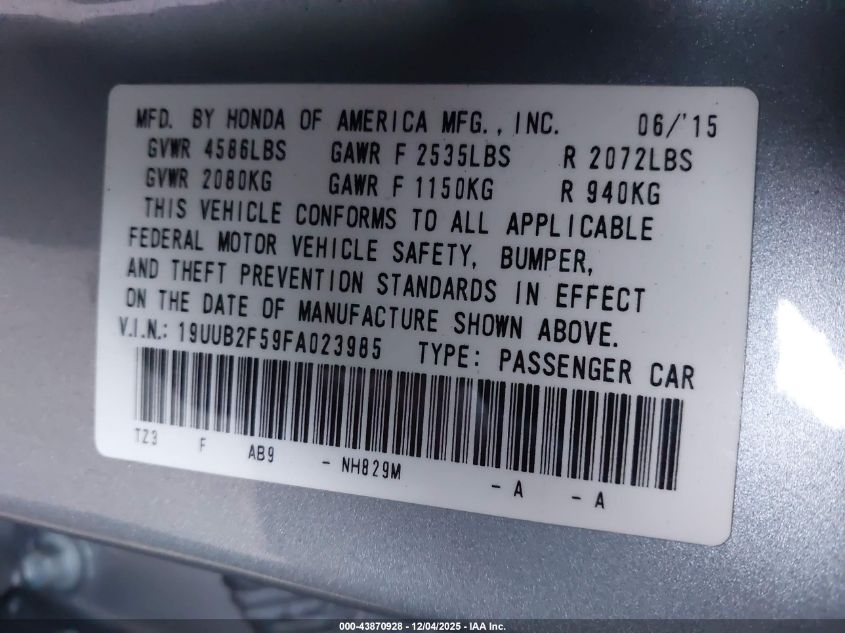 MFD. BY HONDA OF AMERICA MFG., INC. 06/'15
GVWR 4586LBS GAWR F 2535LBS R 2072LBS
GVWR 2080KG GAWR F 1150KG R 940KG
THIS VEHICLE CONFORMS TO ALL APPLICABLE
FEDERAL MOTOR VEHICLE SAFETY, BUMPER,
AND THEFT PREVENTION STANDARDS IN EFFECT
ON THE DATE OF MANUFACTURE SHOWN ABOVE.
V.I.N.: 19UUB2F59FA023985 TYPE: PASSENGER CAR
TZ3 F AB9 - NH829M - A - A
000-43870928 - 12/04/2025 - IAA Inc.